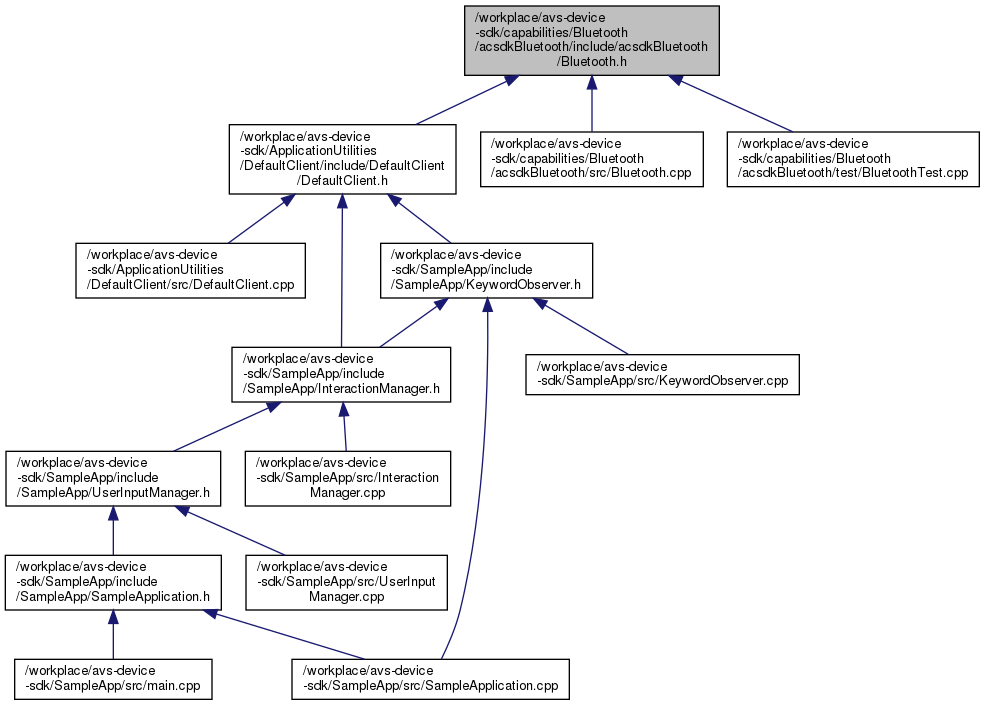 /workplace/avs-device
-sdk/capabilities/Bluetooth
/acsdkBluetooth/include/acsdkBluetooth
/Bluetooth.h
/workplace/avs-device
-sdk/ApplicationUtilities
/DefaultClient/include/DefaultClient
/DefaultClient.h
/workplace/avs-device
-sdk/capabilities/Bluetooth
/acsdkBluetooth/src/Bluetooth.cpp
/workplace/avs-device
-sdk/capabilities/Bluetooth
/acsdkBluetooth/test/BluetoothTest.cpp
/workplace/avs-device
-sdk/ApplicationUtilities
/DefaultClient/src/DefaultClient.cpp
/workplace/avs-device
-sdk/SampleApp/include
/SampleApp/KeywordObserver.h
/workplace/avs-device
-sdk/SampleApp/include
/SampleApp/InteractionManager.h
/workplace/avs-device
-sdk/SampleApp/src/KeywordObserver.cpp
/workplace/avs-device
-sdk/SampleApp/include
/SampleApp/UserInputManager.h
/workplace/avs-device
-sdk/SampleApp/src/Interaction
Manager.cpp
/workplace/avs-device
-sdk/SampleApp/include
/SampleApp/SampleApplication.h
/workplace/avs-device
-sdk/SampleApp/src/UserInput
Manager.cpp
/workplace/avs-device
-sdk/SampleApp/src/main.cpp
/workplace/avs-device
-sdk/SampleApp/src/SampleApplication.cpp